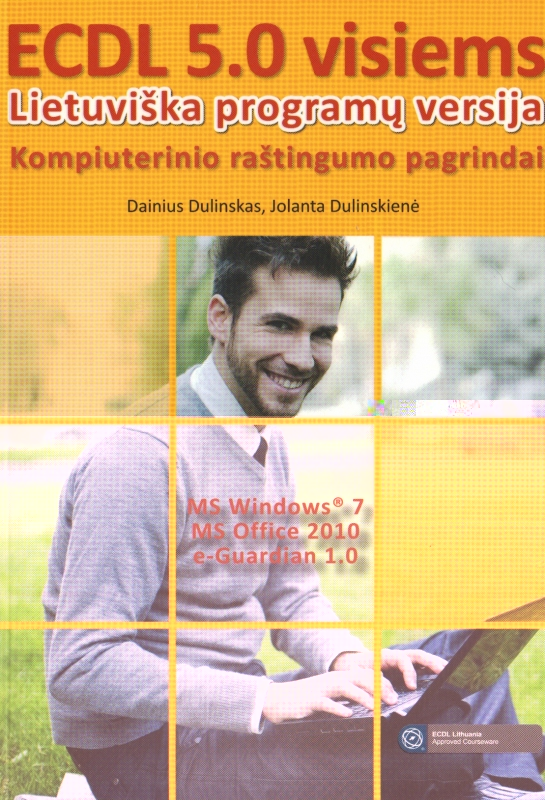 ECDL 5.0 visiems
Lietuviška programų versija
Kompiuterinio raštingumo pagrindai
Dainius Dulinskas, Jolanta Dulinskienė
MS Windows® 7
MS Office 2010
e-Guardian 1.0
ECDL Lithuania
Approved Courseware